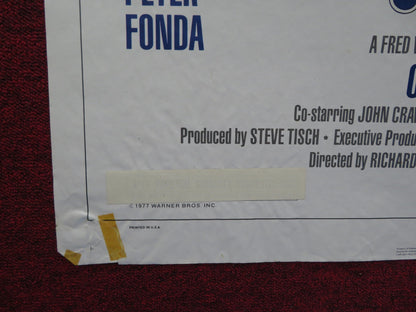 PETER
FONDA
A FRED
O
Co-starring JOHN CRA
Produced by STEVE TISCH • Executive Produ
Directed by RICHARD
© 1977 WARNER BROS. INC.
PRINTED IN U.S.A.